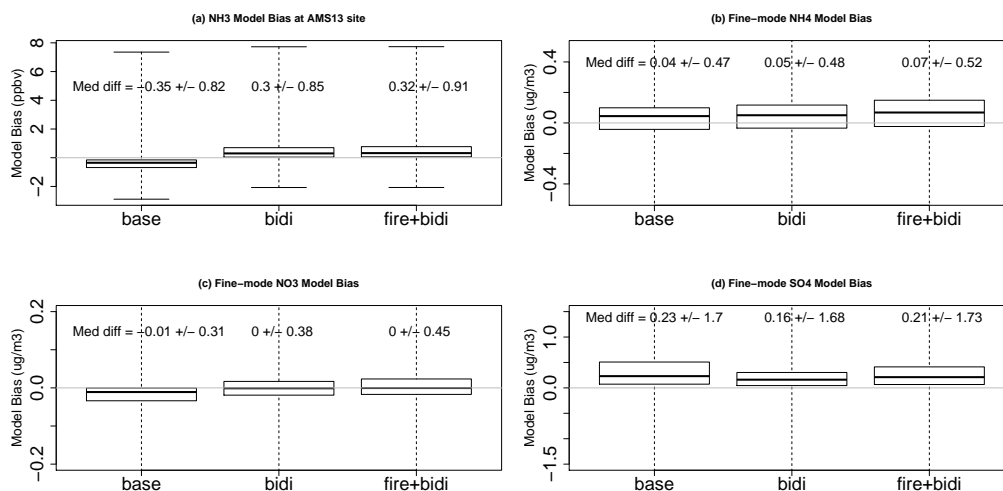 (a) NH3 Model Bias at AMS13 site
Model Bias (ppbv)
8
6
4
2
−2
Med diff = −0.35 +/− 0.82
0.3 +/− 0.85
0.32 +/− 0.91
base
bidi
fire+bidi
(b) Fine−mode NH4 Model Bias
Model Bias (ug/m3)
0.4
0.0
−0.4
Med diff = 0.04 +/− 0.47
0.05 +/− 0.48
0.07 +/− 0.52
base
bidi
fire+bidi
(c) Fine−mode NO3 Model Bias
Model Bias (ug/m3)
0.2
0.0
−0.2
Med diff = −0.01 +/− 0.31
0 +/− 0.38
0 +/− 0.45
base
bidi
fire+bidi
(d) Fine−mode SO4 Model Bias
Model Bias (ug/m3)
1.0
0.0
−1.5
Med diff = 0.23 +/− 1.7
0.16 +/− 1.68
0.21 +/− 1.73
base
bidi
fire+bidi